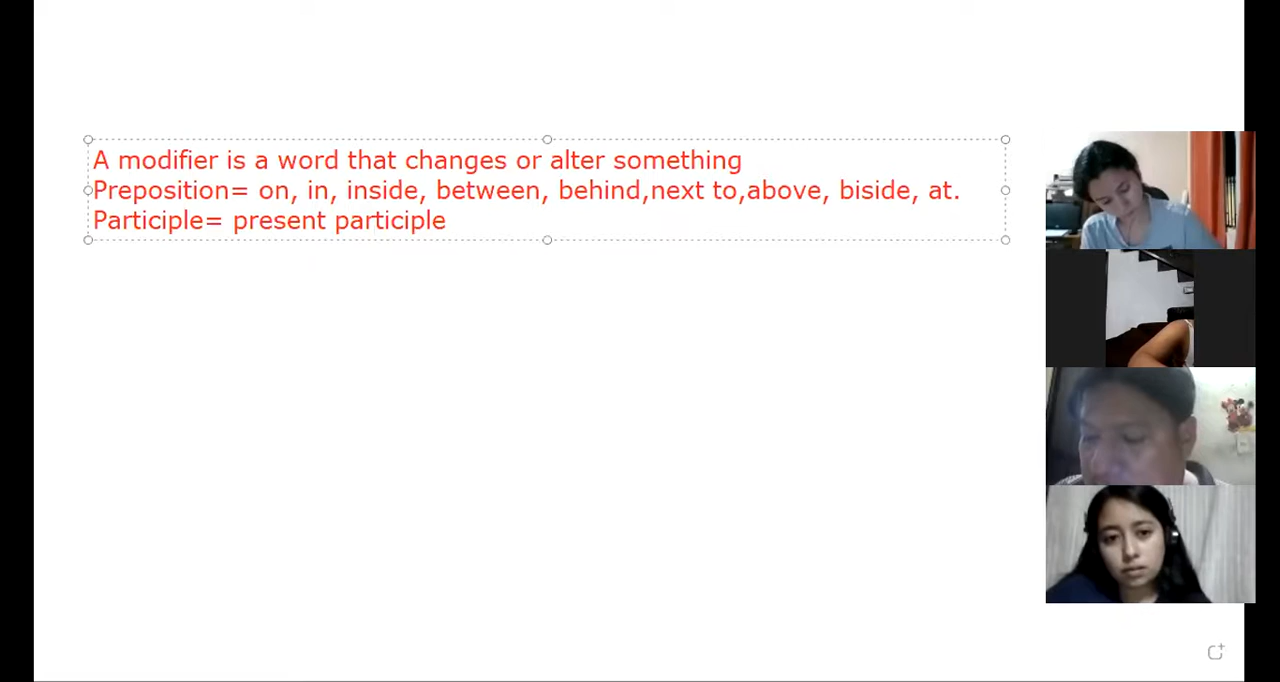 A modifier is a word that changes or alter something
Preposition= on, in, inside, between, behind,next to,above, biside, at.
Participle= present participle